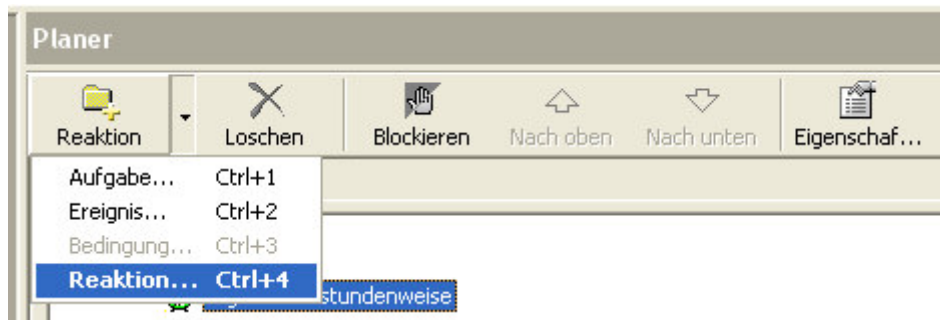 Planer
Reaktion Loschen Blockieren Nach oben Nach unten Eigenschaf...
Aufgabe... Ctrl+1
Ereignis... Ctrl+2
Bedingung... Ctrl+3
Reaktion... Ctrl+4
stundenweise